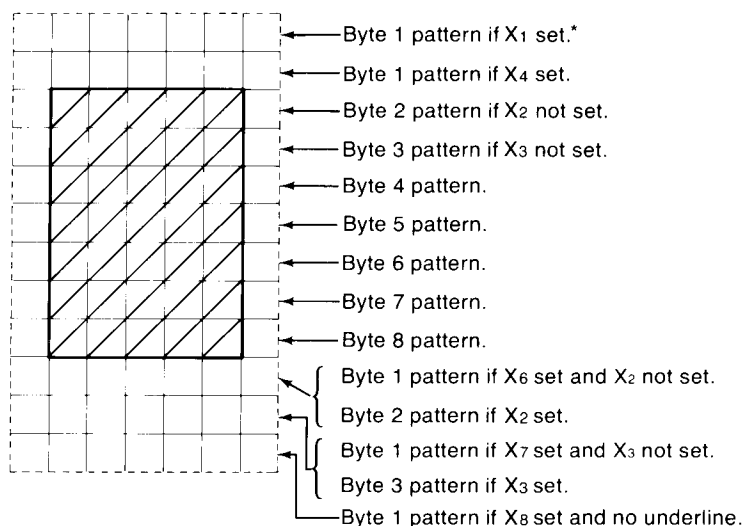 Byte 1 pattern if X1 set.*
Byte 1 pattern if X4 set.
Byte 2 pattern if X2 not set.
Byte 3 pattern if X3 not set.
Byte 4 pattern.
Byte 5 pattern.
Byte 6 pattern.
Byte 7 pattern.
Byte 8 pattern.
Byte 1 pattern if X6 set and X2 not set.
Byte 2 pattern if X2 set.
Byte 1 pattern if X7 set and X3 not set.
Byte 3 pattern if X3 set.
Byte 1 pattern if X8 set and no underline.